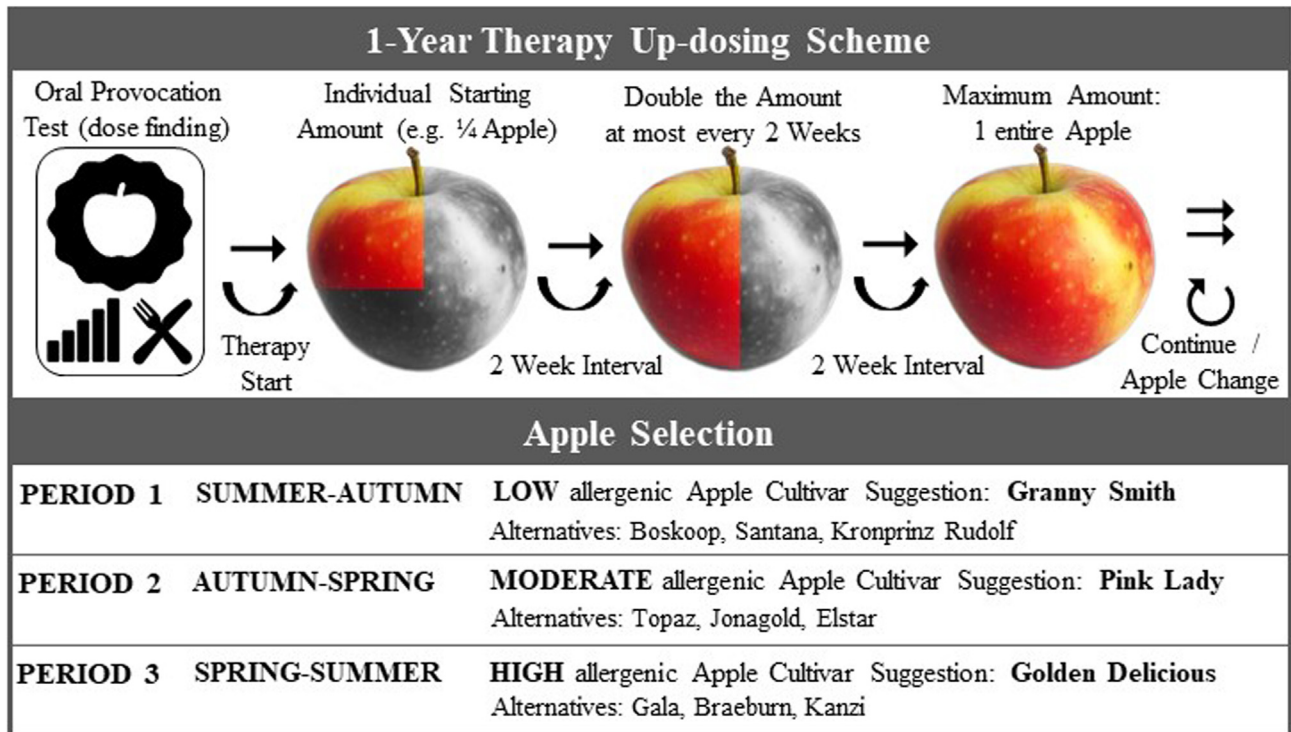 1-Year Therapy Up-dosing Scheme
Oral Provocation
Test (dose finding)
Individual Starting
Amount (e.g. ¼ Apple)
Double the Amount
at most every 2 Weeks
Maximum Amount:
1 entire Apple
Therapy
Start
2 Week Interval
2 Week Interval
Continue /
Apple Change
Apple Selection
PERIOD 1 SUMMER-AUTUMN LOW allergenic Apple Cultivar Suggestion: Granny Smith
Alternatives: Boskoop, Santana, Kronprinz Rudolf
PERIOD 2 AUTUMN-SPRING MODERATE allergenic Apple Cultivar Suggestion: Pink Lady
Alternatives: Topaz, Jonagold, Elstar
PERIOD 3 SPRING-SUMMER HIGH allergenic Apple Cultivar Suggestion: Golden Delicious
Alternatives: Gala, Braeburn, Kanzi